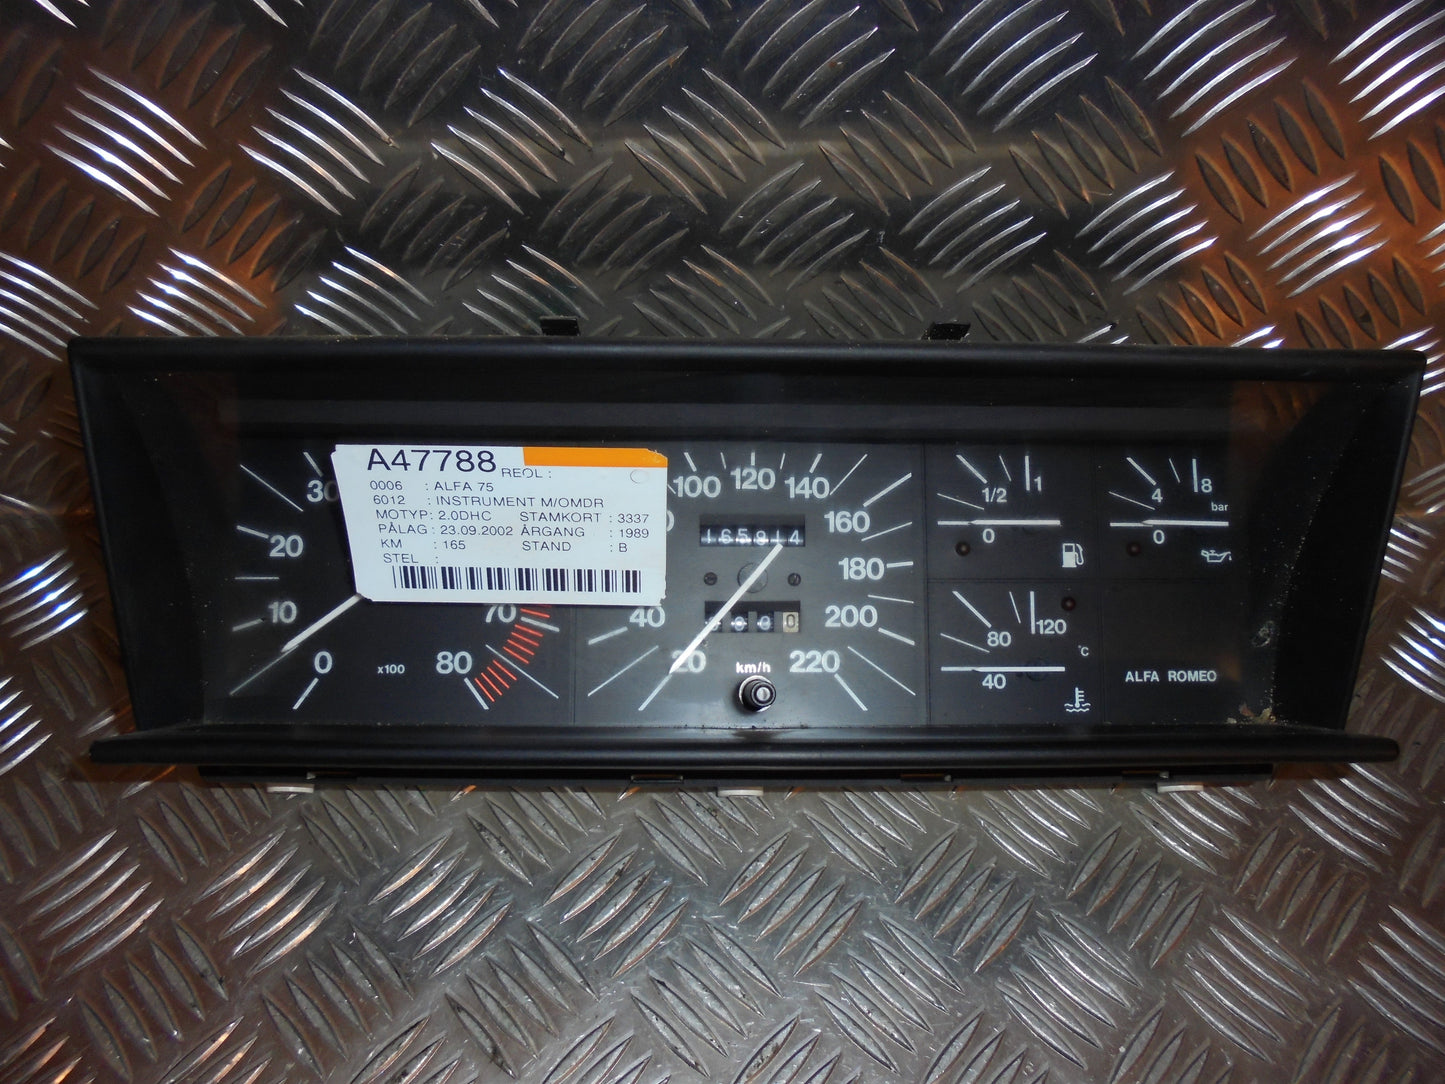 A47788 REOL :
0006 : ALFA 75
6012 : INSTRUMENT M/OMDR
MOTYP: 2.0DHC STAMKORT : 3337
PÅLAG : 23.09.2002 ÅRGANG : 1989
KM : 165 STAND : B
STEL :
30
20
10
0
x100
80
70
100 120 140
160
180
200
220
40
20
km/h
1/2 1
0
4 8
bar
0
80 120
°C
40
ALFA ROMEO